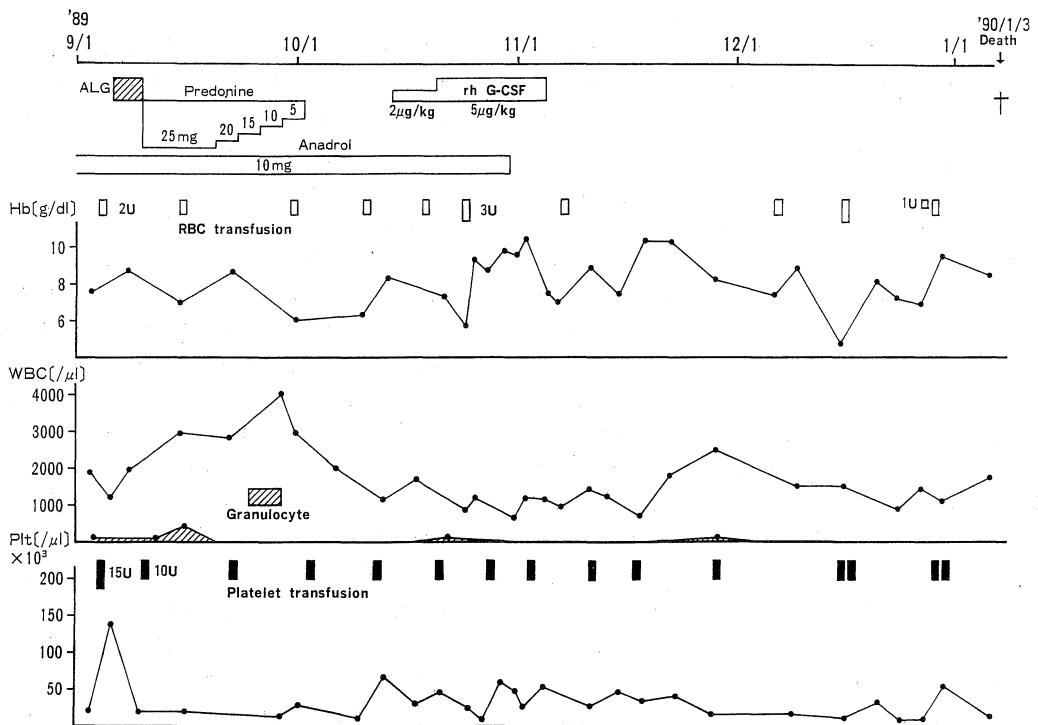 '89
9/1 10/1 11/1 12/1 1/1 '90/1/3
Death
↓
†
ALG
Predonine
25mg 20 15 10 5
rh G-CSF
2μg/kg 5μg/kg
Anadrol
10mg
Hb[g/dl]
2U 3U 1U
RBC transfusion
10
8
6
WBC[/μl]
4000
3000
2000
1000
Granulocyte
Plt[/μl]
×10³
15U 10U
Platelet transfusion
200
150
100
50